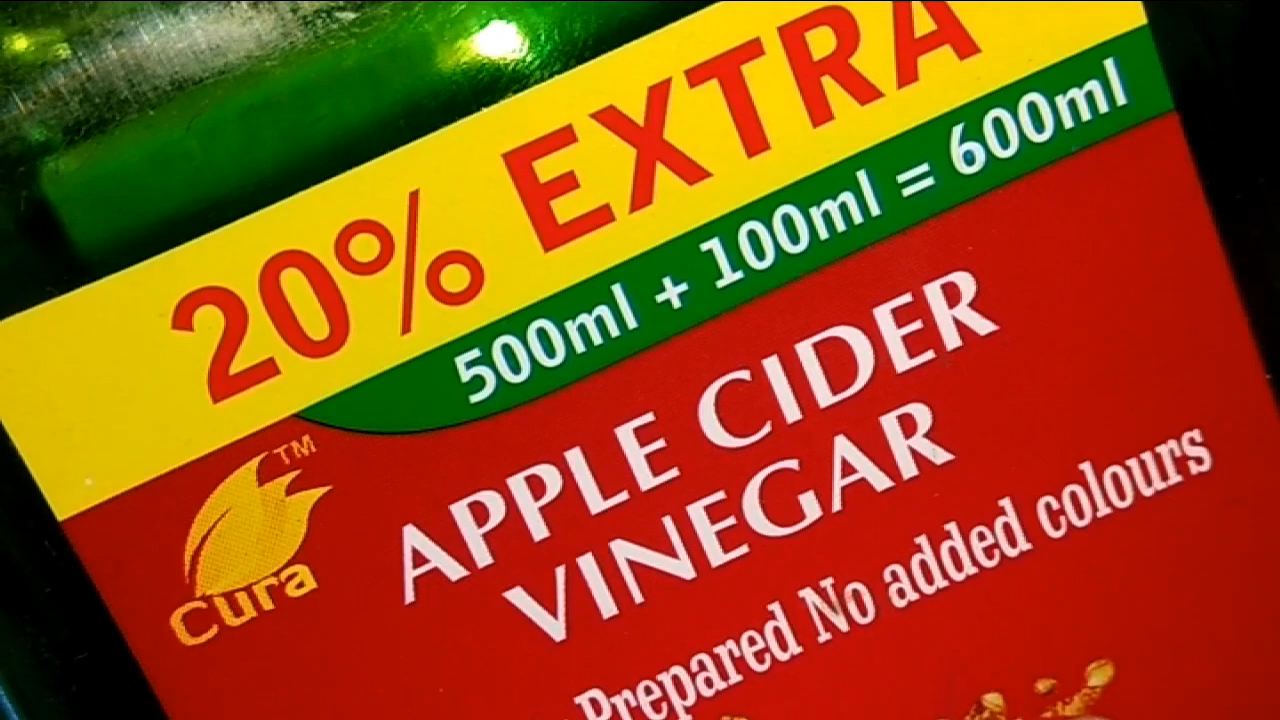 20% EXTRA
500ml + 100ml = 600ml
TM
Cura
APPLE CIDER
VINEGAR
Prepared No added colours